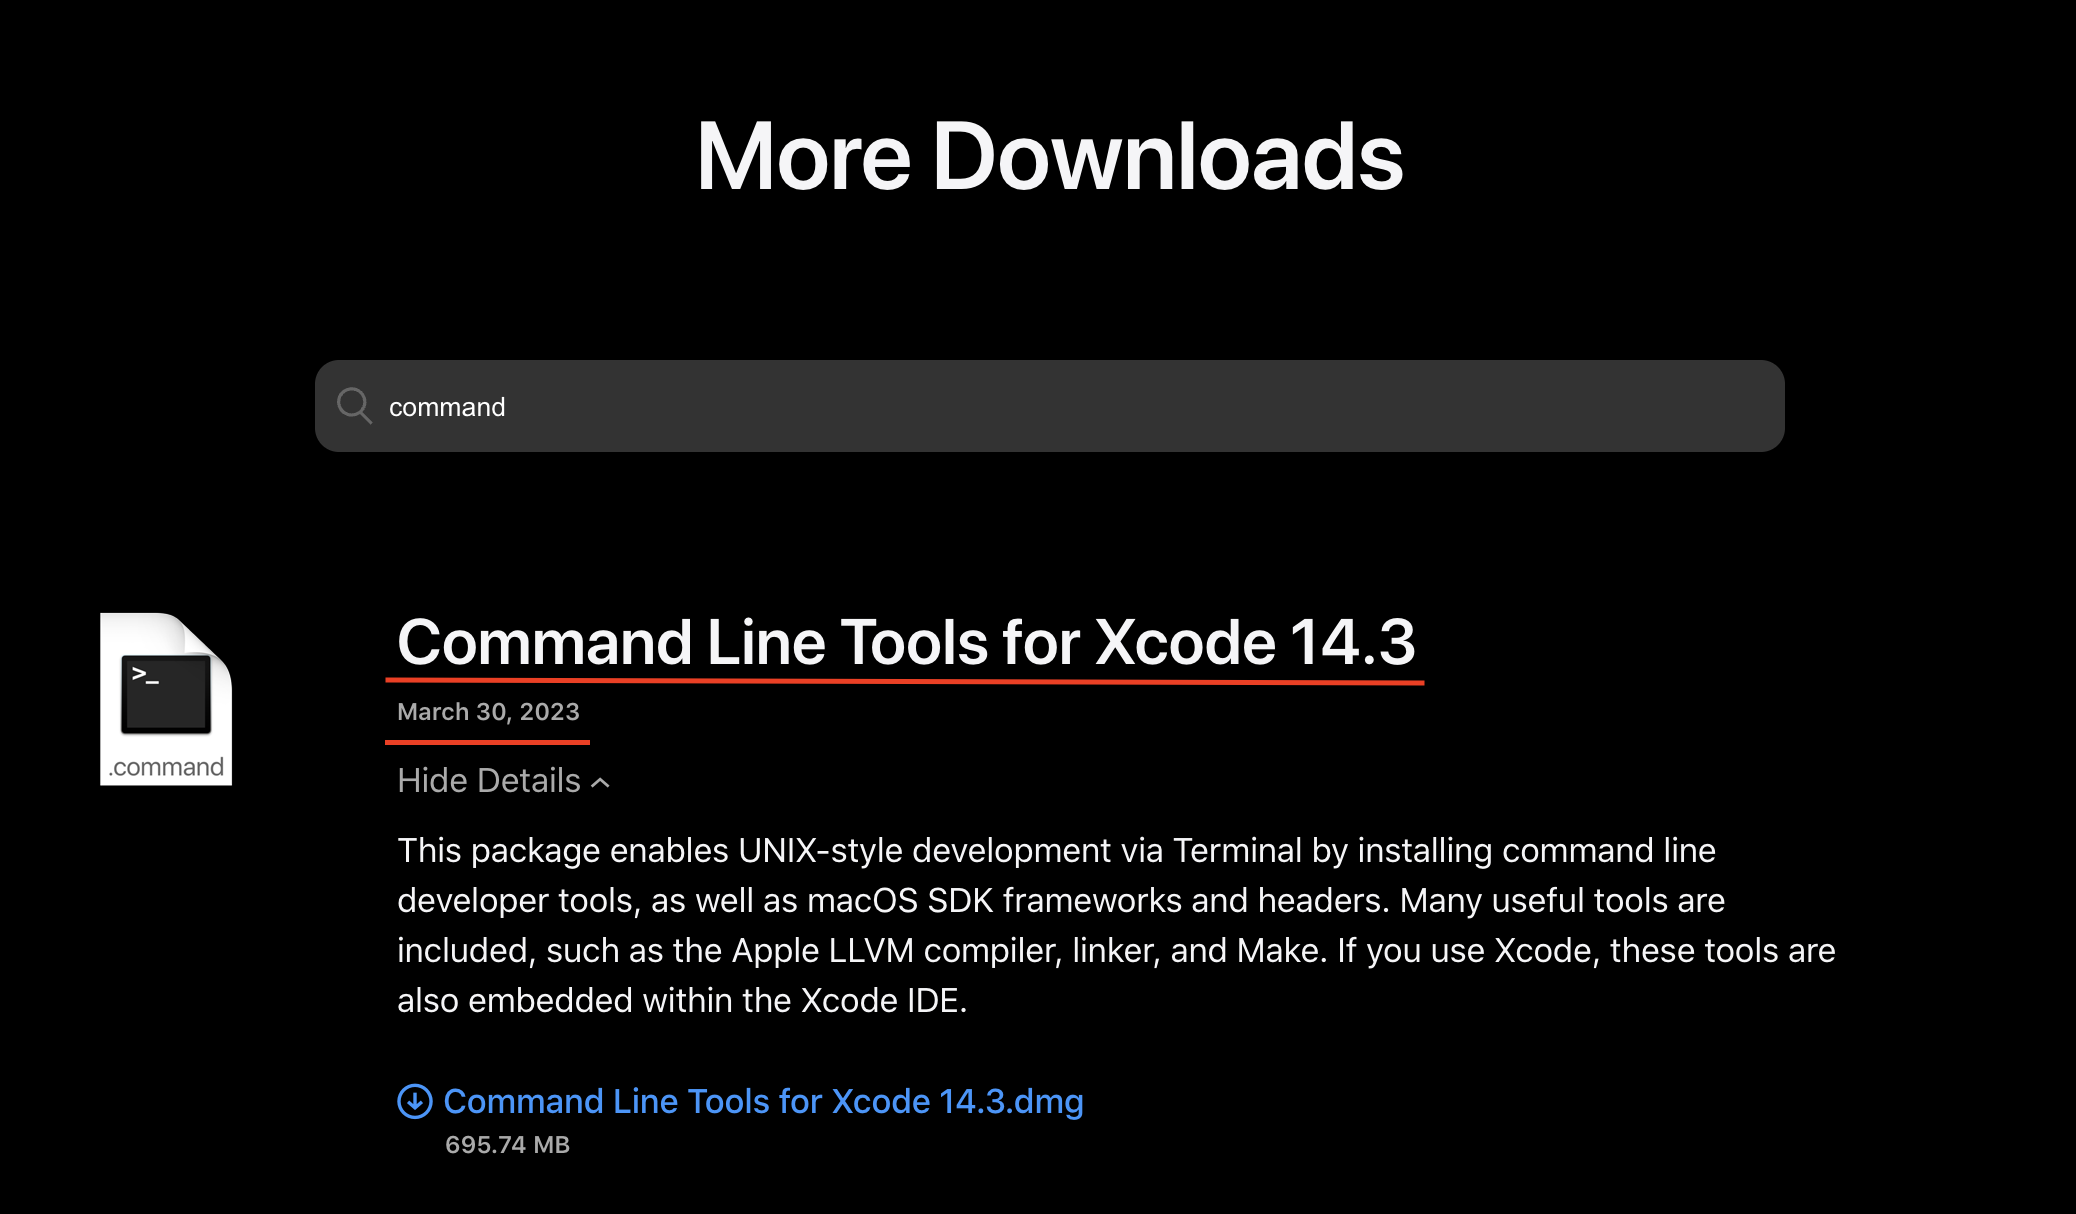 More Downloads
command
>_
.command
Command Line Tools for Xcode 14.3
March 30, 2023
Hide Details
This package enables UNIX-style development via Terminal by installing command line
developer tools, as well as macOS SDK frameworks and headers. Many useful tools are
included, such as the Apple LLVM compiler, linker, and Make. If you use Xcode, these tools are
also embedded within the Xcode IDE.
Command Line Tools for Xcode 14.3.dmg
695.74 MB